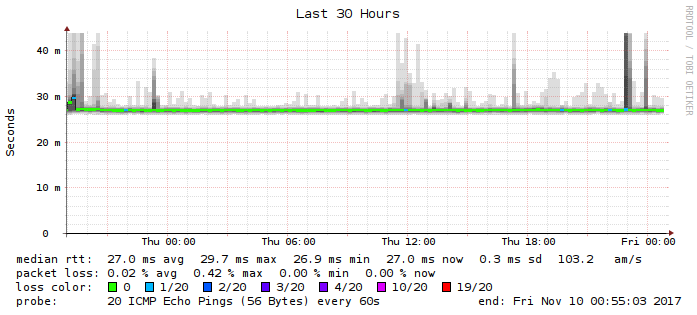 Last 30 Hours
RRDTOOL / TOBI OETIKER
Seconds
40 m
30 m
20 m
10 m
0
Thu 00:00 Thu 06:00 Thu 12:00 Thu 18:00 Fri 00:00
median rtt: 27.0 ms avg 29.7 ms max 26.9 ms min 27.0 ms now 0.3 ms sd 103.2 am/s
packet loss: 0.02 % avg 0.42 % max 0.00 % min 0.00 % now
loss color: 0 1/20 2/20 3/20 4/20 10/20 19/20
probe: 20 ICMP Echo Pings (56 Bytes) every 60s end: Fri Nov 10 00:55:03 2017